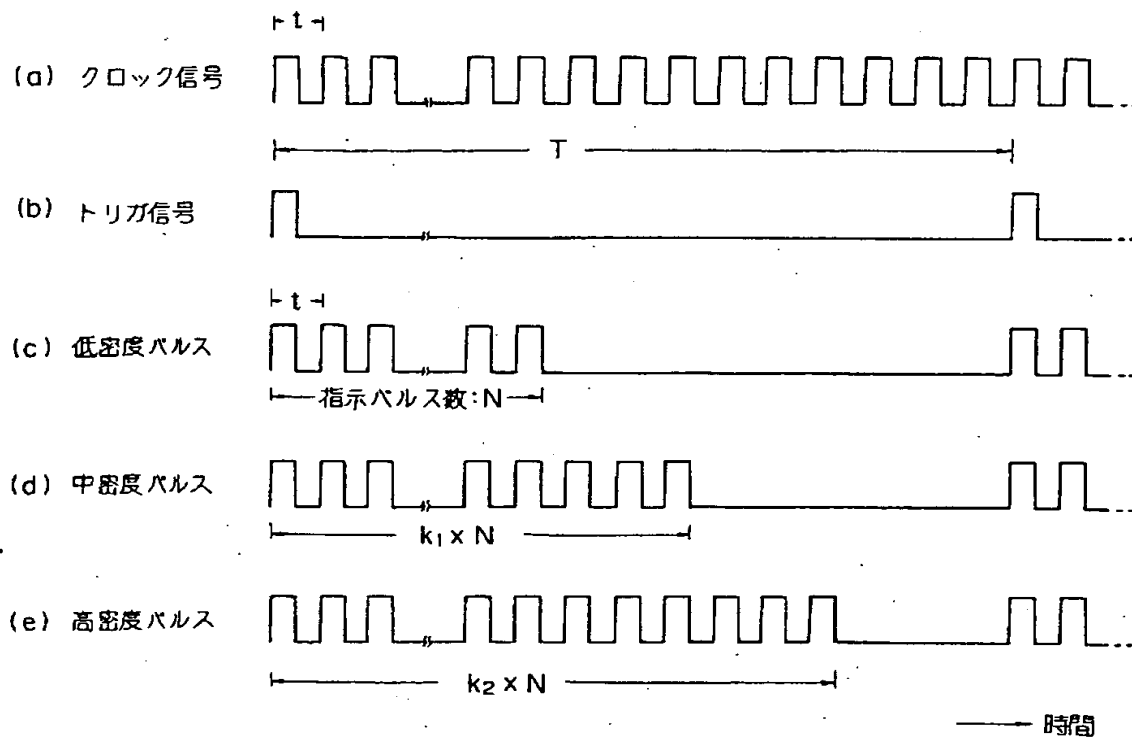 t
(a) クロック信号
T
(b) トリガ信号
t
(c) 低密度パルス
指示パルス数:N
(d) 中密度パルス
k₁ × N
(e) 高密度パルス
k₂ × N
時間